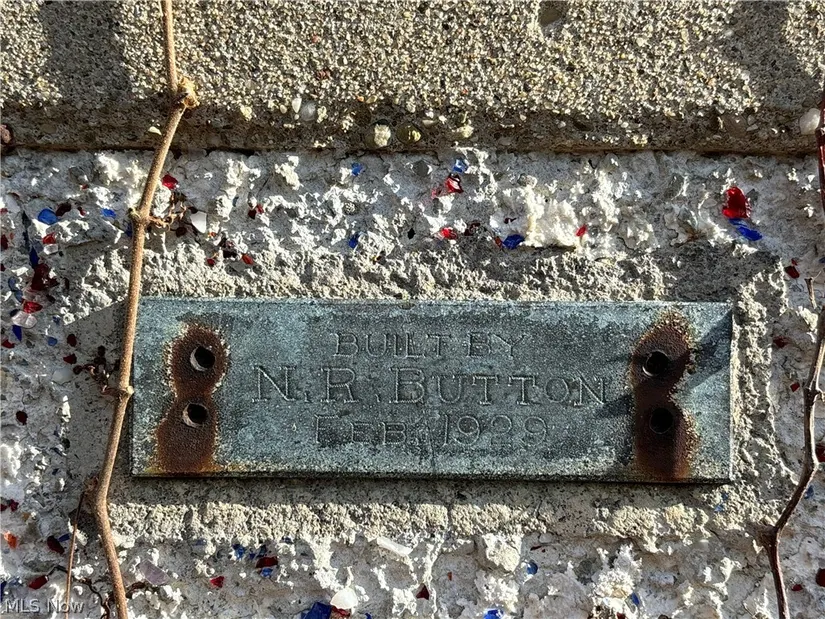 BUILT BY
N.R. BUTTON
FEB. 1929
MLS Now